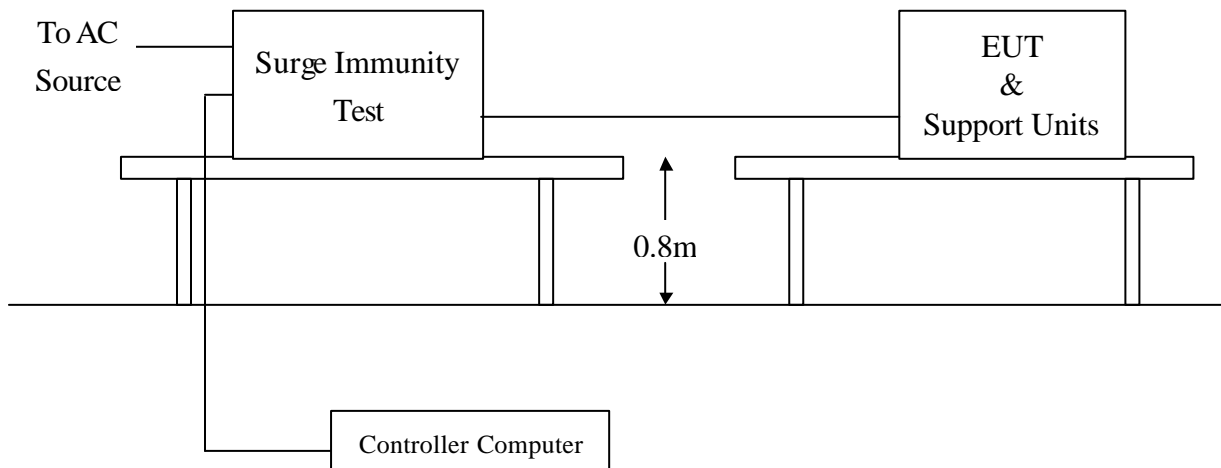 To AC
Source
Surge Immunity
Test
EUT
&
Support Units
0.8m
Controller Computer